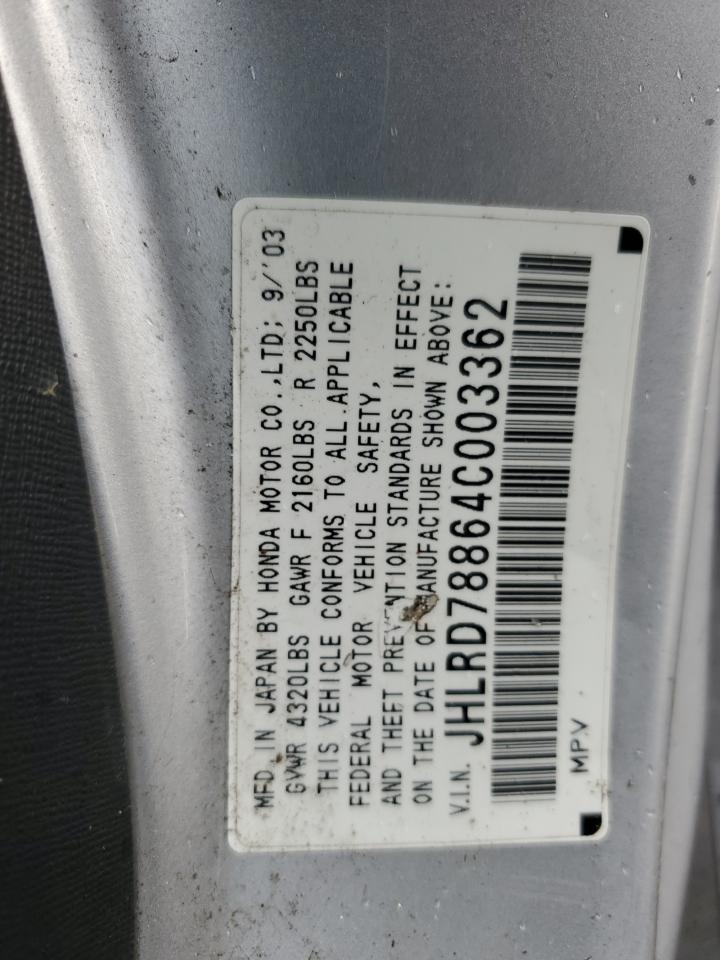 MFD. IN JAPAN BY HONDA MOTOR CO.,LTD; 9/'03
GVWR 4320LBS GAWR F 2160LBS R 2250LBS
THIS VEHICLE CONFORMS TO ALL APPLICABLE
FEDERAL MOTOR VEHICLE SAFETY,
AND THEFT PREVENTION STANDARDS IN EFFECT
ON THE DATE OF MANUFACTURE SHOWN ABOVE:
V.I.N. JHLRD78864C003362
MPV